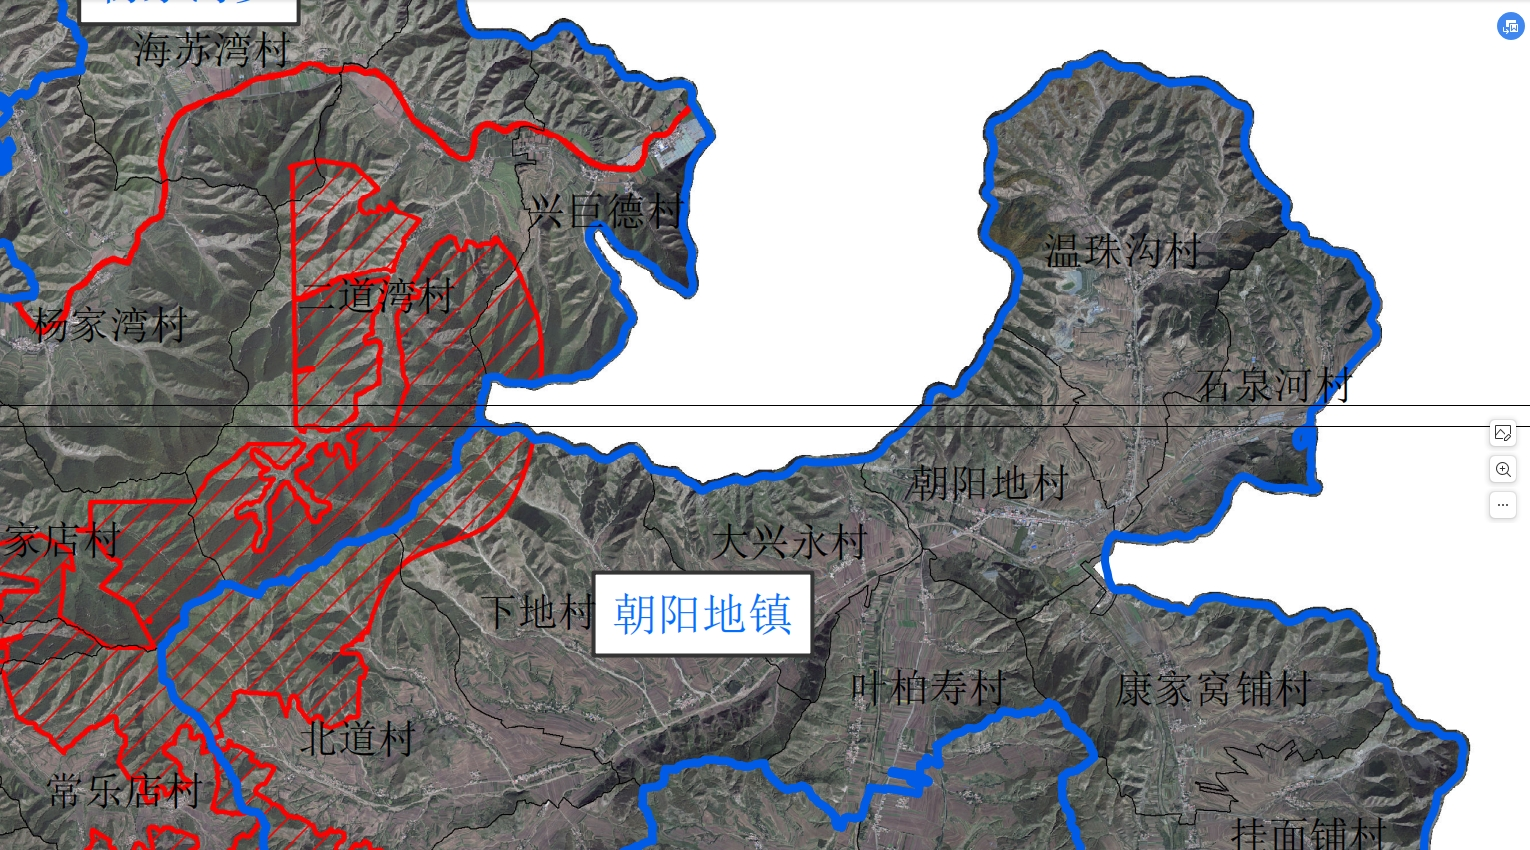 海苏湾村
兴巨德村
温珠沟村
二道湾村
杨家湾村
石泉河村
朝阳地村
家店村
大兴永村
下地村
朝阳地镇
叶柏寿村
康家窝铺村
北道村
常乐店村
挂面铺村